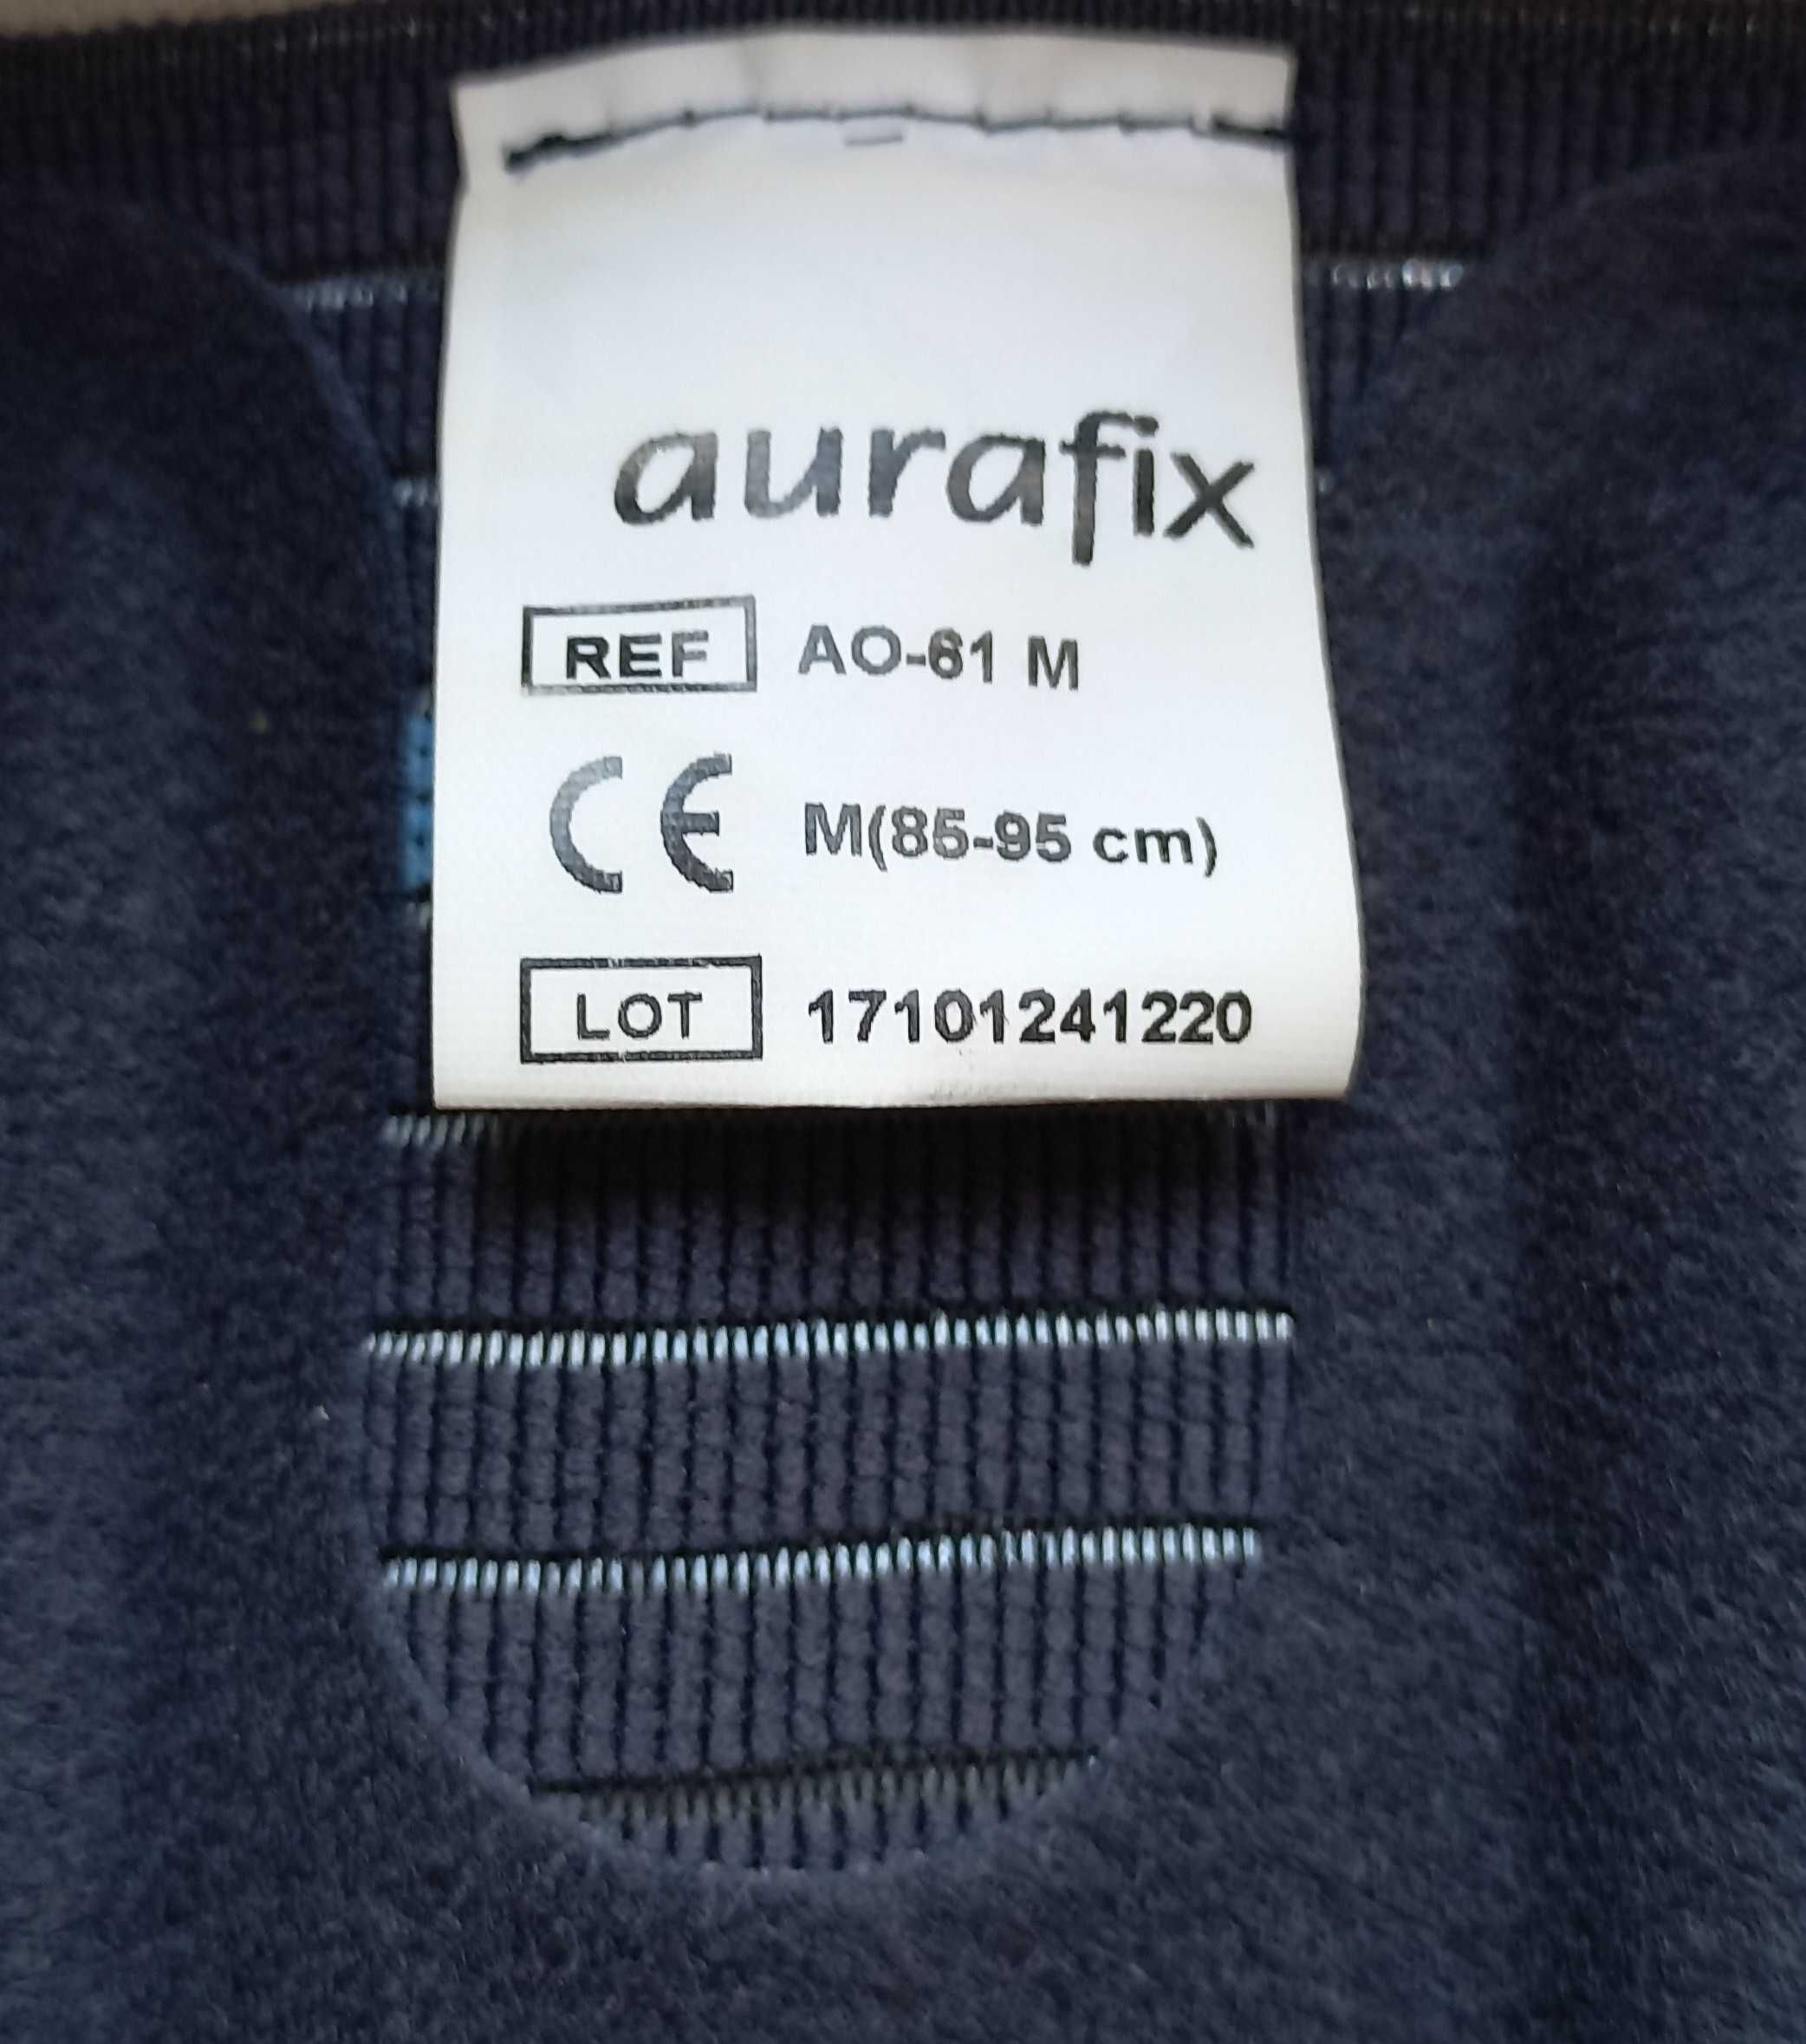 aurafix
REF AO-61 M
CE M(85-95 cm)
LOT 17101241220